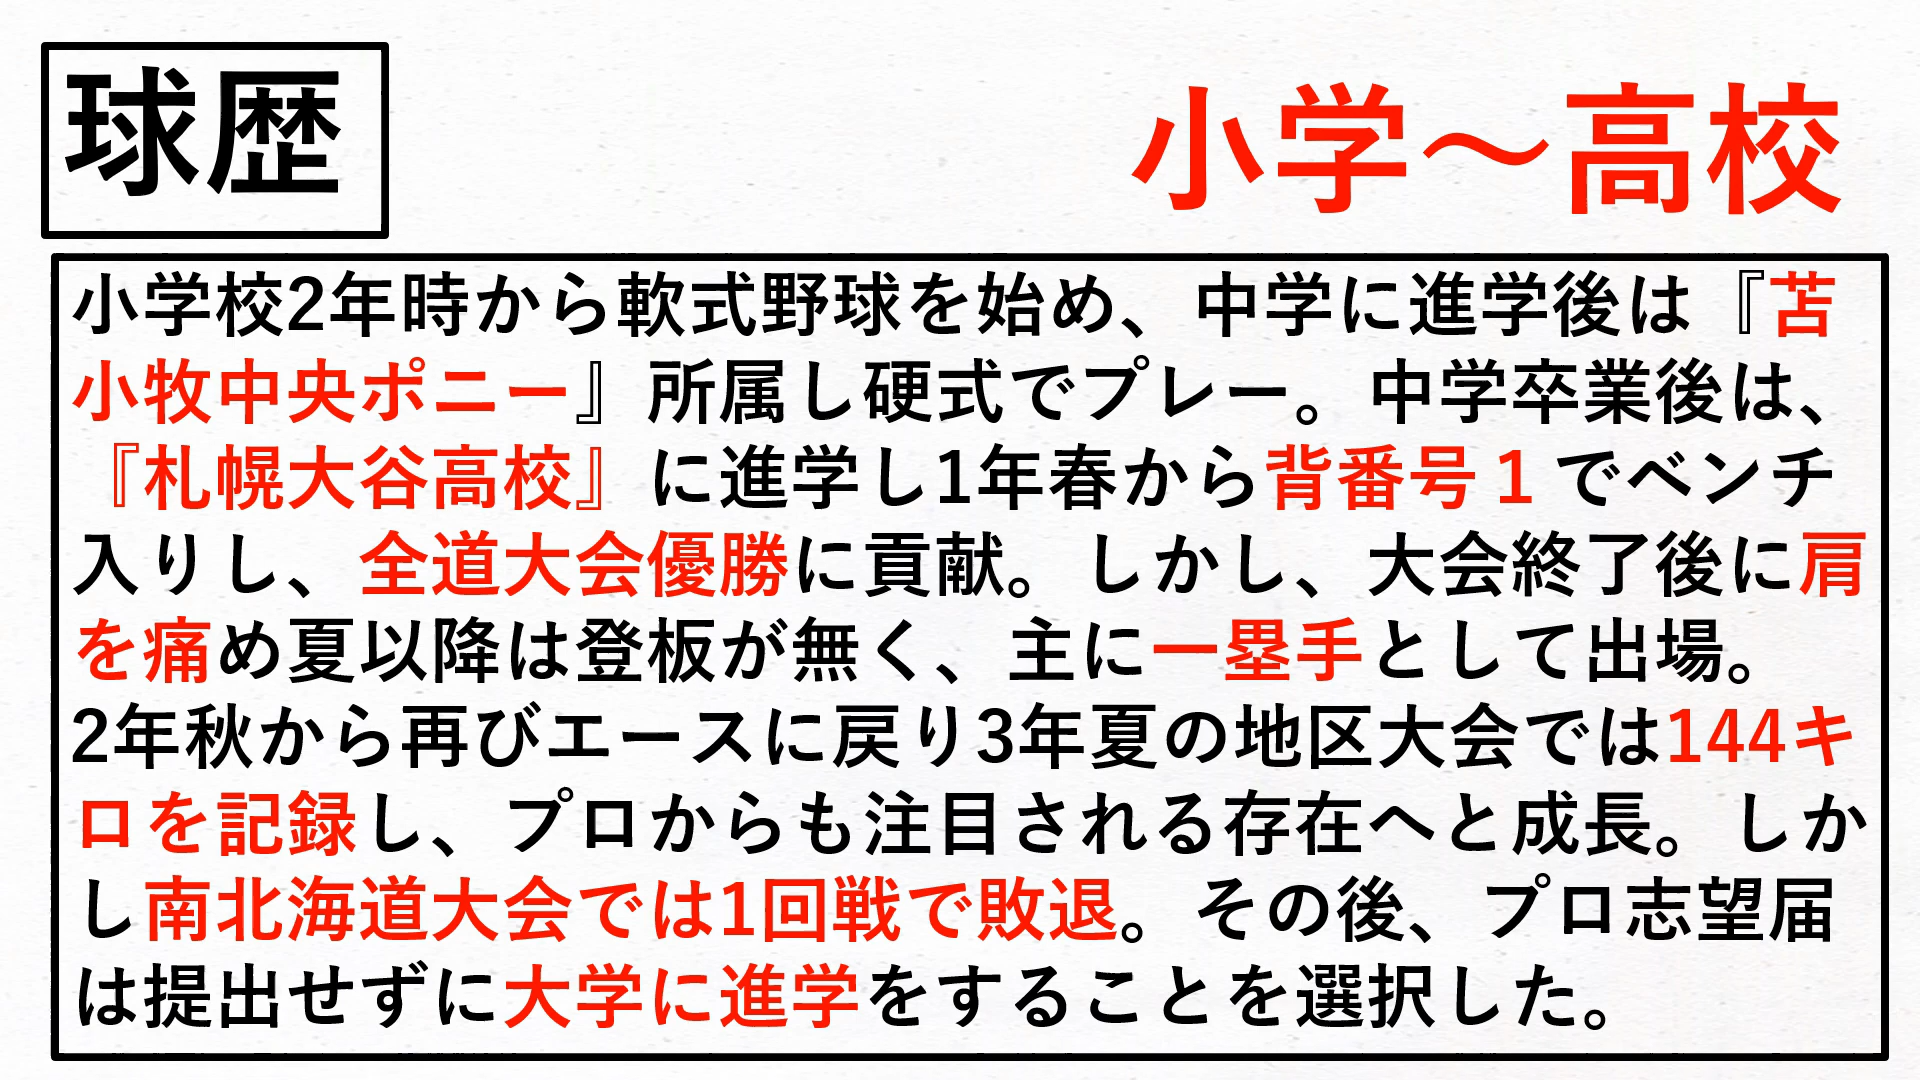 球歴
小学～高校
小学校2年時から軟式野球を始め、中学に進学後は『苫
小牧中央ポニー』所属し硬式でプレー。中学卒業後は、
『札幌大谷高校』に進学し1年春から背番号１でベンチ
入りし、全道大会優勝に貢献。しかし、大会終了後に肩
を痛め夏以降は登板が無く、主に一塁手として出場。
2年秋から再びエースに戻り3年夏の地区大会では144キ
ロを記録し、プロからも注目される存在へと成長。しか
し南北海道大会では1回戦で敗退。その後、プロ志望届
は提出せずに大学に進学をすることを選択した。